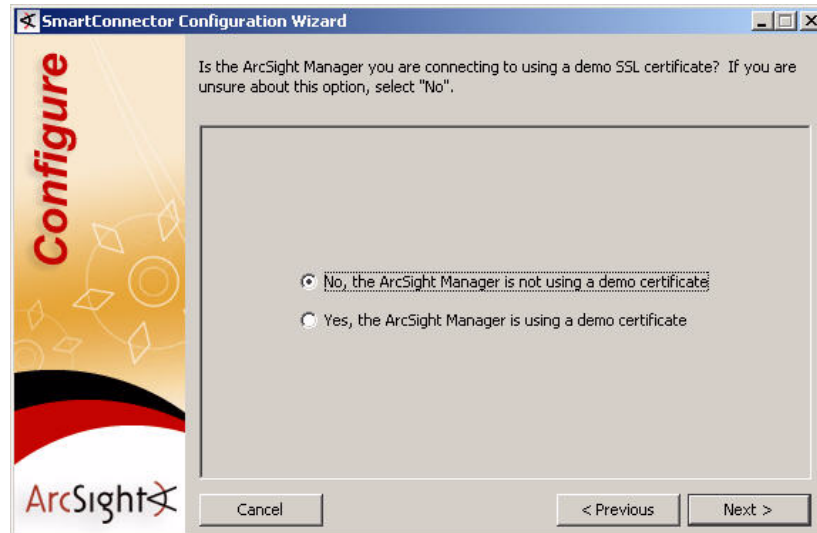 SmartConnector Configuration Wizard
Configure
Is the ArcSight Manager you are connecting to using a demo SSL certificate? If you are
unsure about this option, select "No".
No, the ArcSight Manager is not using a demo certificate
Yes, the ArcSight Manager is using a demo certificate
ArcSight
Cancel
< Previous
Next >